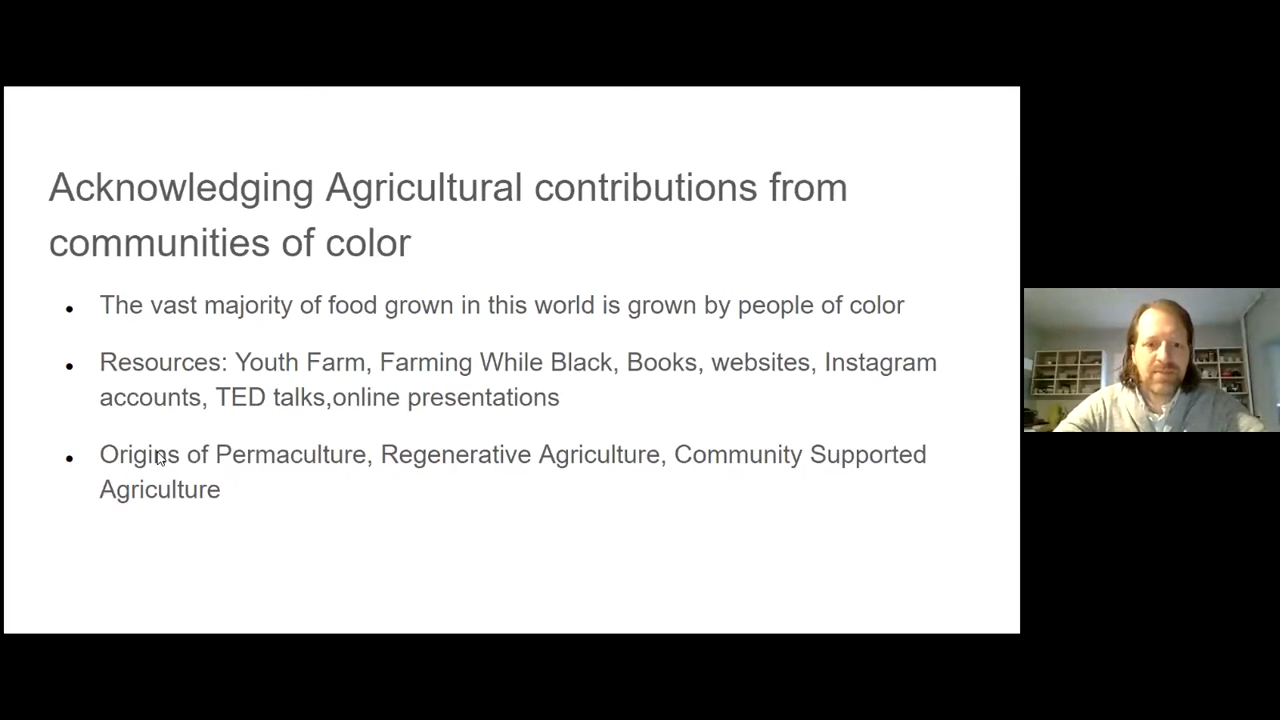 Acknowledging Agricultural contributions from
communities of color
● The vast majority of food grown in this world is grown by people of color
● Resources: Youth Farm, Farming While Black, Books, websites, Instagram
accounts, TED talks,online presentations
● Origins of Permaculture, Regenerative Agriculture, Community Supported
Agriculture